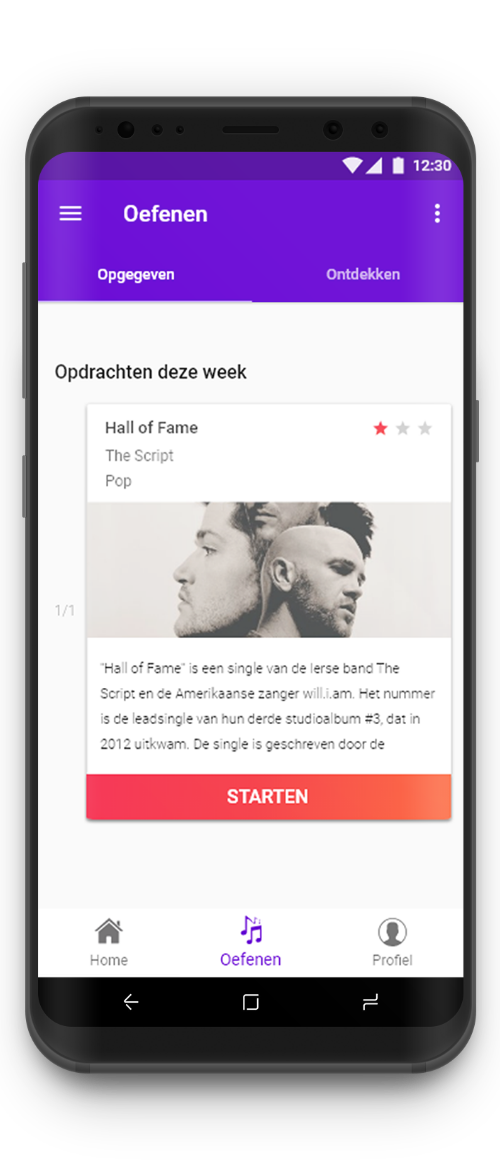 12:30
Oefenen
Opgegeven
Ontdekken
Opdrachten deze week
Hall of Fame
The Script
Pop
1/1
"Hall of Fame" is een single van de Ierse band The
Script en de Amerikaanse zanger will.i.am. Het nummer
is de leadsingle van hun derde studioalbum #3, dat in
2012 uitkwam. De single is geschreven door de
STARTEN
Home
Oefenen
Profiel